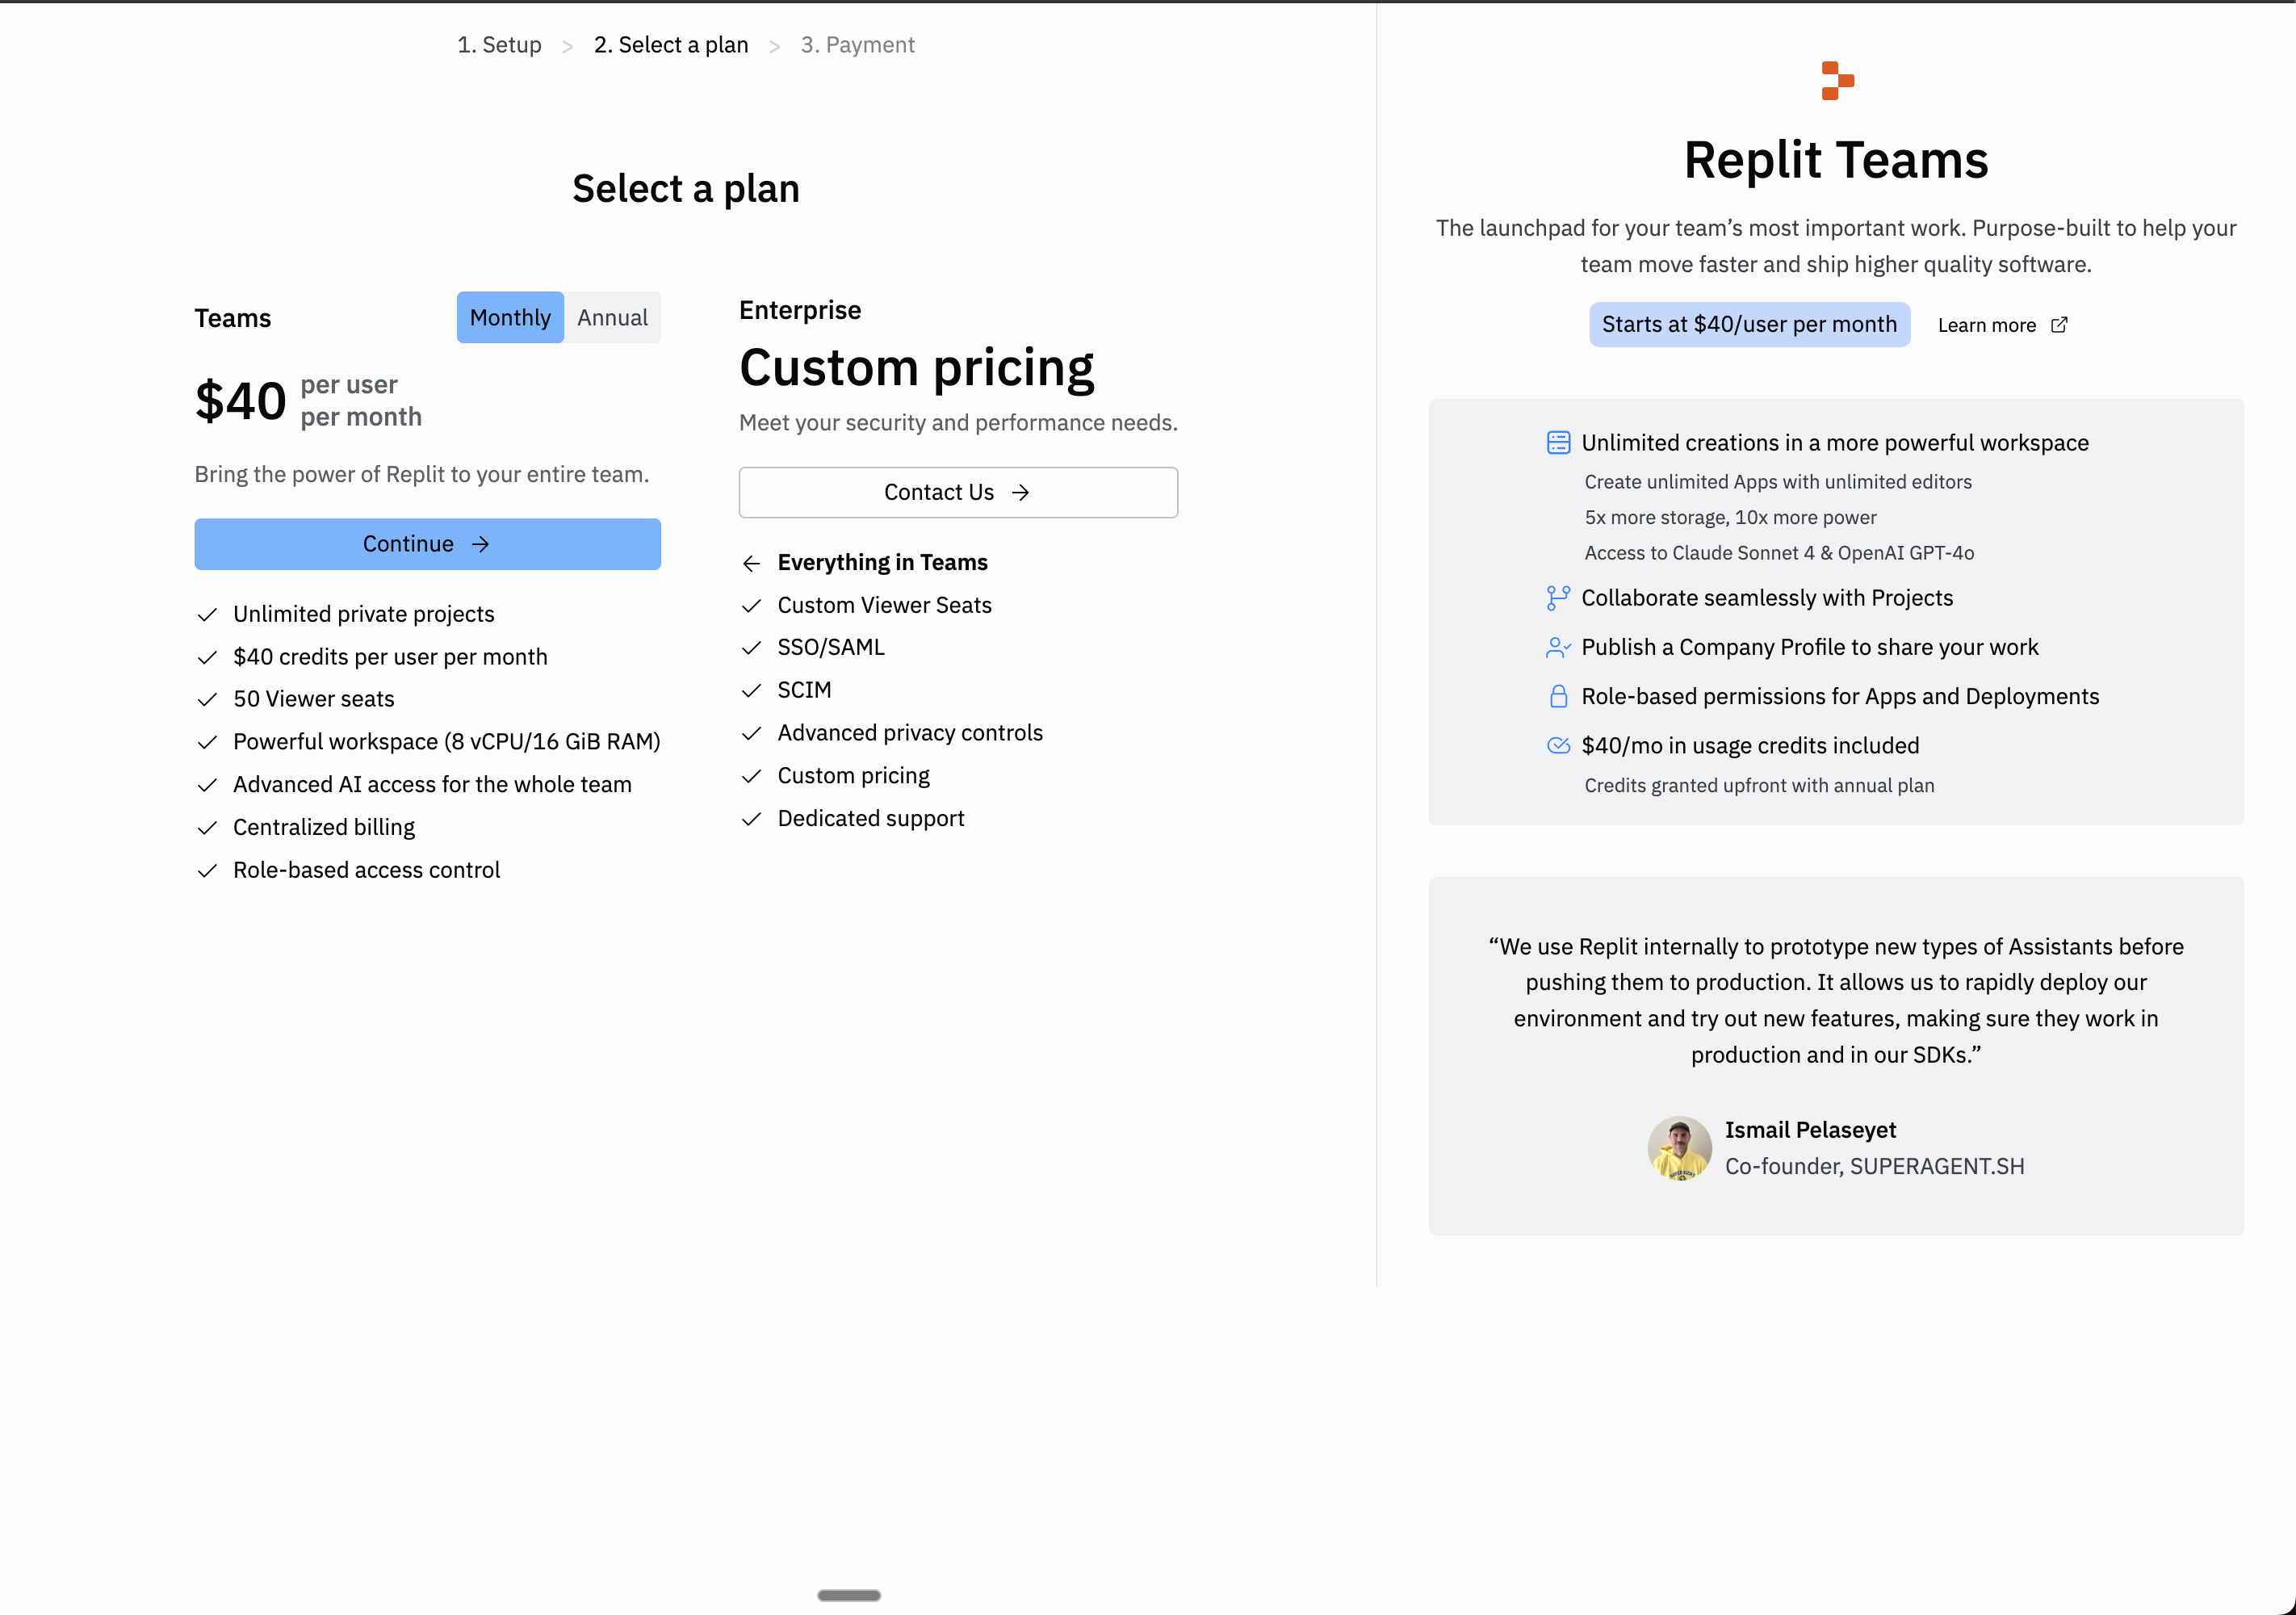 1. Setup > 2. Select a plan > 3. Payment
Select a plan
Teams
Monthly Annual
$40 per user
per month
Bring the power of Replit to your entire team.
Continue →
Unlimited private projects
$40 credits per user per month
50 Viewer seats
Powerful workspace (8 vCPU/16 GiB RAM)
Advanced AI access for the whole team
Centralized billing
Role-based access control
Enterprise
Custom pricing
Meet your security and performance needs.
Contact Us →
← Everything in Teams
Custom Viewer Seats
SSO/SAML
SCIM
Advanced privacy controls
Custom pricing
Dedicated support
Replit Teams
The launchpad for your team’s most important work. Purpose-built to help your
team move faster and ship higher quality software.
Starts at $40/user per month Learn more
Unlimited creations in a more powerful workspace
Create unlimited Apps with unlimited editors
5x more storage, 10x more power
Access to Claude Sonnet 4 & OpenAI GPT-4o
Collaborate seamlessly with Projects
Publish a Company Profile to share your work
Role-based permissions for Apps and Deployments
$40/mo in usage credits included
Credits granted upfront with annual plan
“We use Replit internally to prototype new types of Assistants before
pushing them to production. It allows us to rapidly deploy our
environment and try out new features, making sure they work in
production and in our SDKs.”
Ismail Pelaseyet
Co-founder, SUPERAGENT.SH